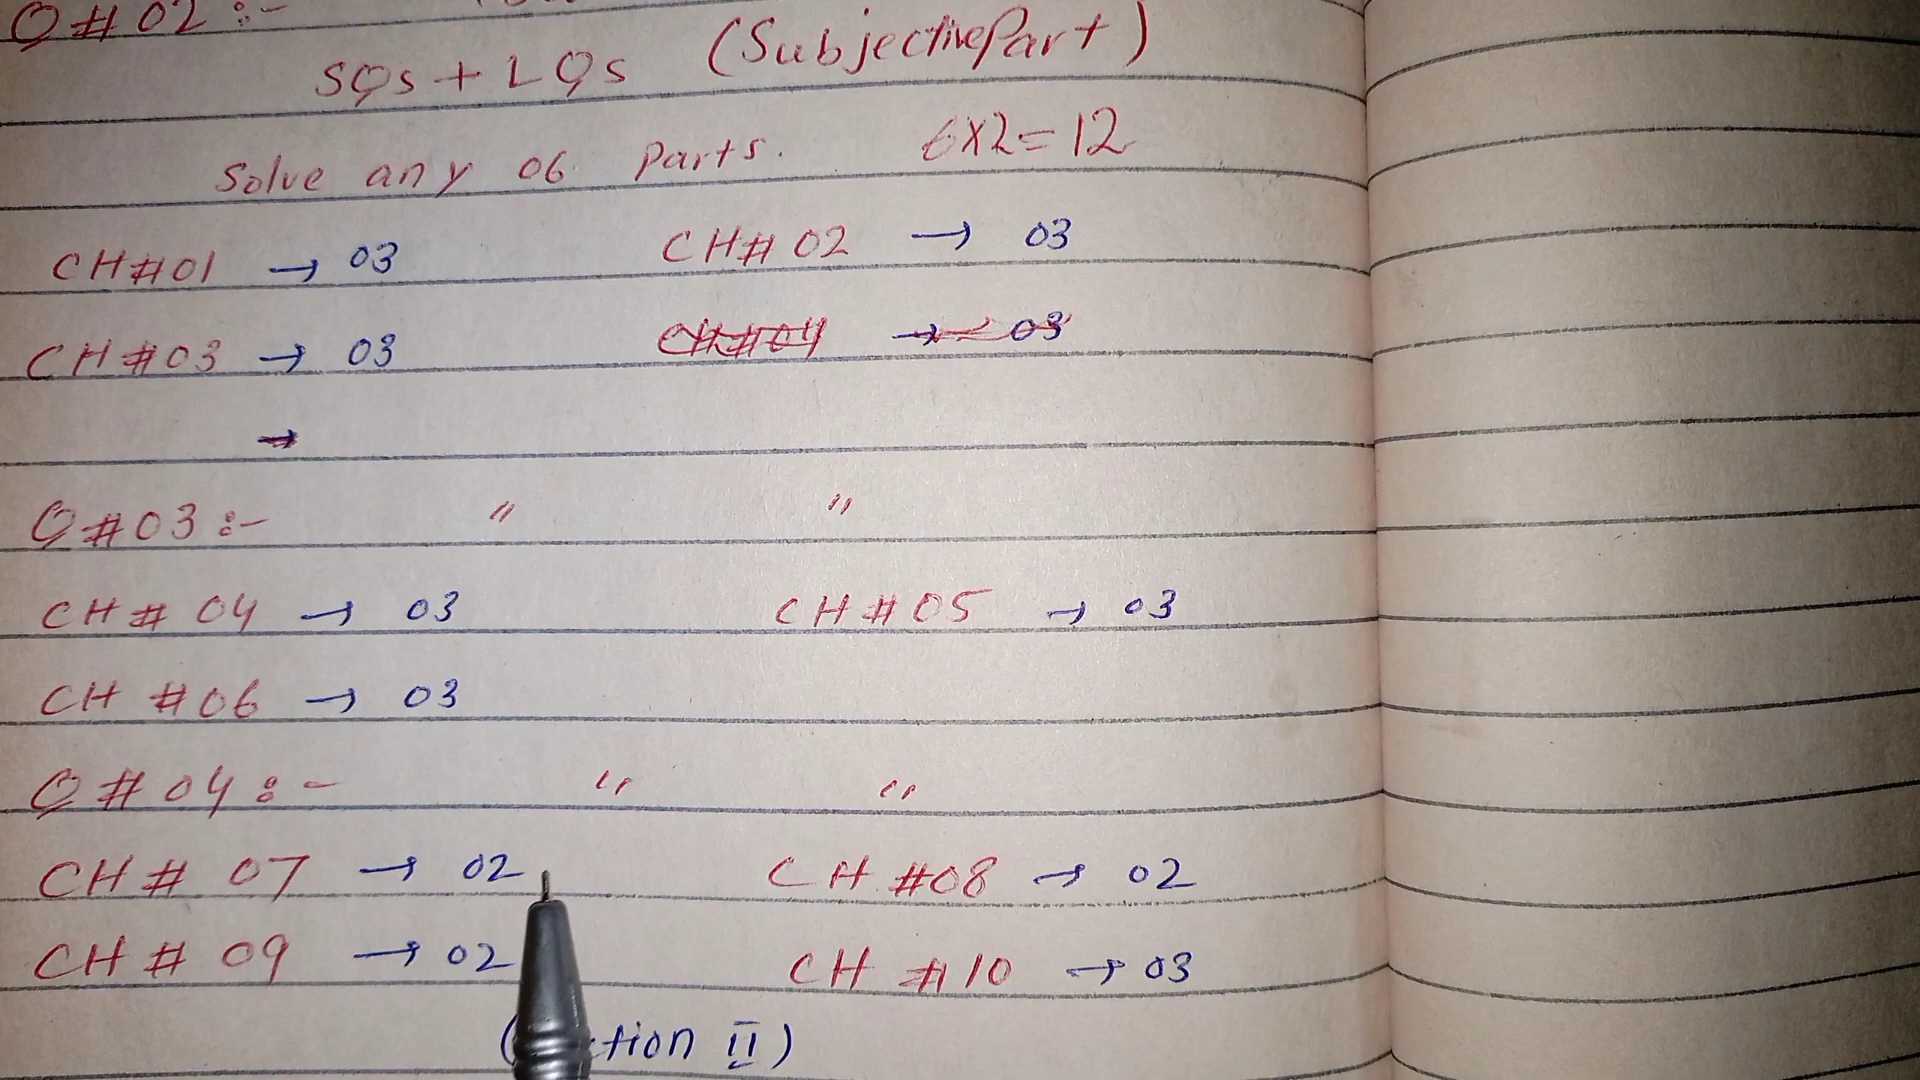 Q#02:-
SQs + LQs (Subjective Part)
Solve any 06 Parts. 6X2=12
CH#01 → 03 CH#02 → 03
CH#03 → 03 CH#04 → 03
→
Q#03:- " "
CH#04 → 03 CH#05 → 03
CH#06 → 03
Q#04:- " "
CH#07 → 02 CH#08 → 02
CH#09 → 02 CH#10 → 03
( tion II)